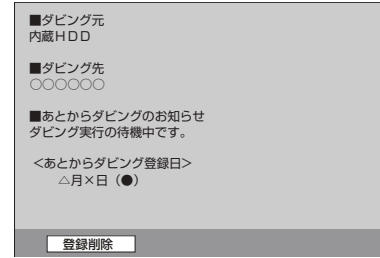 ■ダビング元
内蔵HDD
■ダビング先
○○○○○○
■あとからダビングのお知らせ
ダビング実行の待機中です。
＜あとからダビング登録日＞
△月×日（●）
登録削除